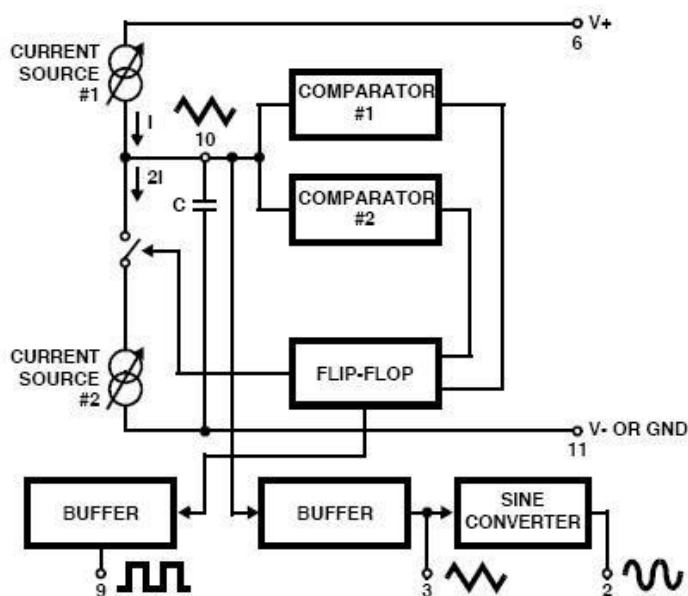 V+
6
CURRENT
SOURCE
#1
I
10
COMPARATOR
#1
2I
C
COMPARATOR
#2
CURRENT
SOURCE
#2
FLIP-FLOP
V- OR GND
11
BUFFER
BUFFER
SINE
CONVERTER
9
3
2